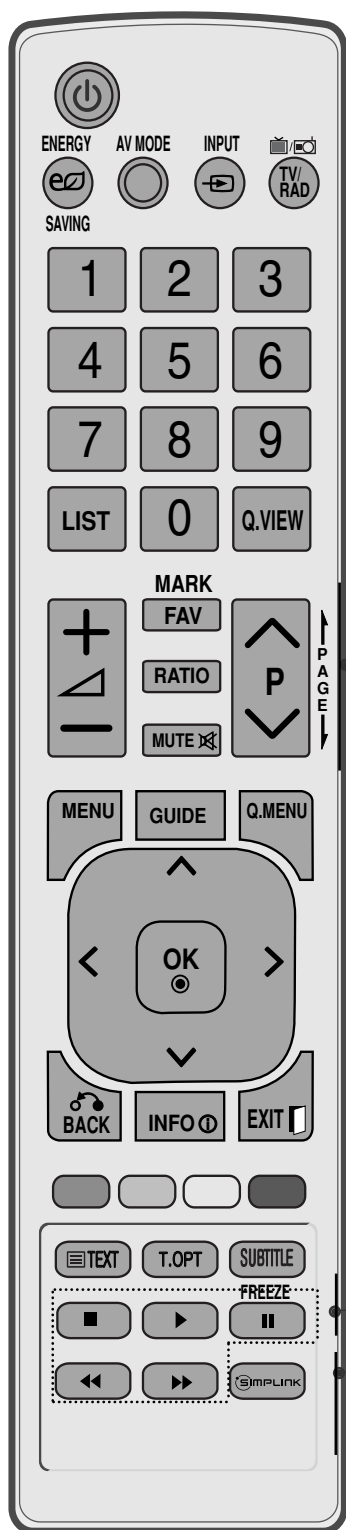 ENERGY AV MODE INPUT
TV/
RAD
SAVING
1 2 3
4 5 6
7 8 9
LIST 0 Q.VIEW
MARK
FAV
RATIO
MUTE
P
PAGE
MENU GUIDE Q.MENU
OK
BACK INFO EXIT
TEXT T.OPT SUBTITLE
FREEZE
SIMPLINK